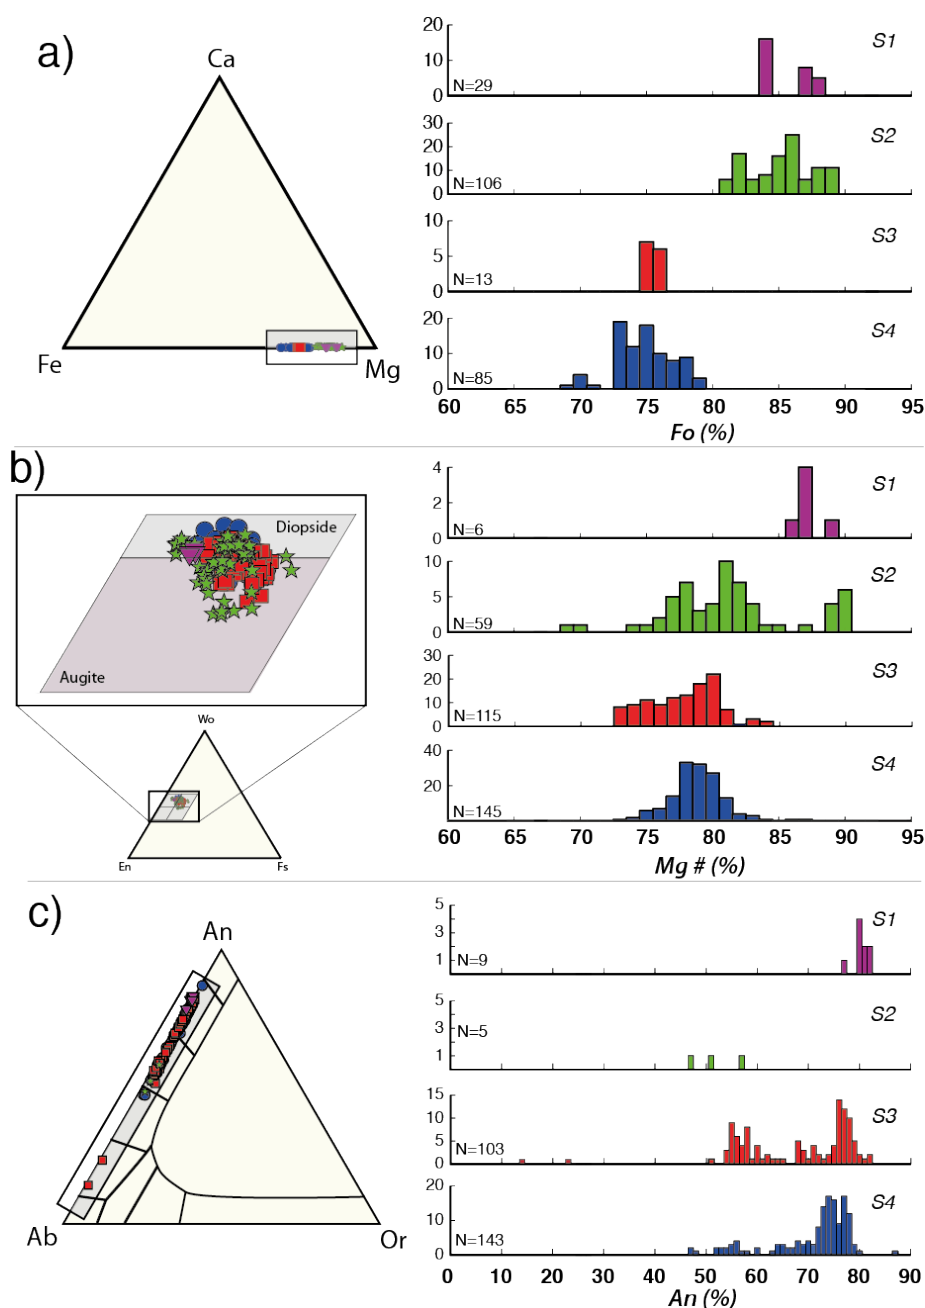 a)
Ca
Fe
Mg
20
10
0
N=29
S1
30
20
10
0
N=106
S2
10
5
0
N=13
S3
20
10
0
N=85
S4
60 65 70 75 80 85 90 95
Fo (%)
b)
Diopside
Augite
Wo
En
Fs
4
2
0
N=6
S1
10
5
0
N=59
S2
30
20
10
0
N=115
S3
40
20
N=145
S4
60 65 70 75 80 85 90 95
Mg # (%)
c)
An
Ab
Or
5
3
1
N=9
S1
5
3
1
N=5
S2
15
10
5
0
N=103
S3
20
10
0
N=143
S4
0 10 20 30 40 50 60 70 80 90
An (%)